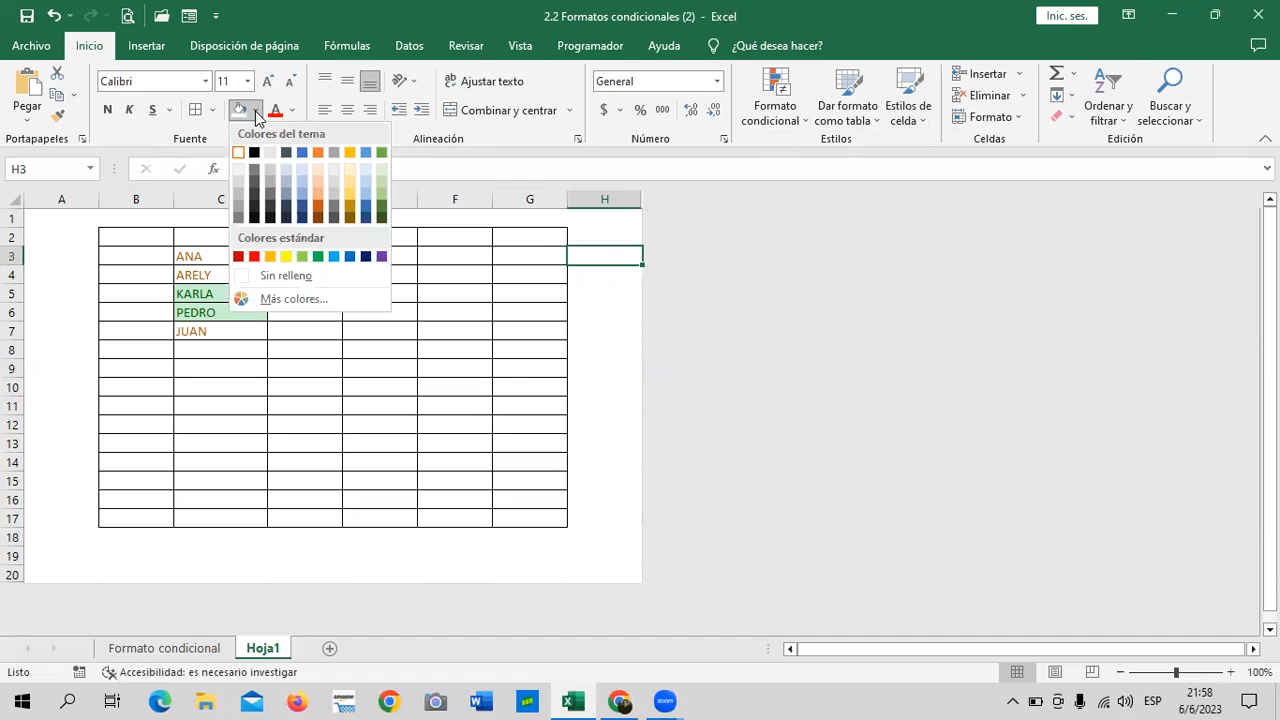 2.2 Formatos condicionales (2) - Excel
Inic. ses.
Archivo Inicio Insertar Disposición de página Fórmulas Datos Revisar Vista Programador Ayuda ¿Qué desea hacer?
Pegar
Calibri 11
N K S
Ajustar texto
Combinar y centrar
General
$ % 000
Formato condicional
Dar formato como tabla
Estilos de celda
Insertar
Eliminar
Formato
Ordenar y filtrar
Buscar y seleccionar
Portapapeles Fuente Alineación Número Estilos Celdas Edición
H3 fx
Colores del tema
Colores estándar
Sin relleno
Más colores...
A B C F G H
1
2
3 ANA
4 ARELY
5 KARLA
6 PEDRO
7 JUAN
8
9
10
11
12
13
14
15
16
17
18
19
20
Formato condicional Hoja1
Listo Accesibilidad: es necesario investigar 100%
ESP 21:58
6/6/2023